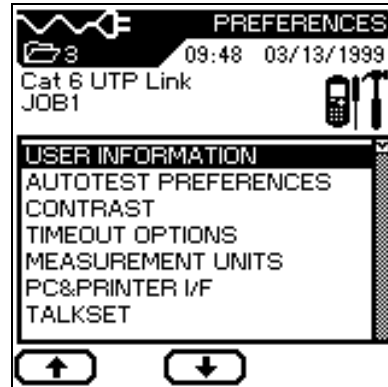 PREFERENCES
3 09:48 03/13/1999
Cat 6 UTP Link
JOB1
USER INFORMATION
AUTOTEST PREFERENCES
CONTRAST
TIMEOUT OPTIONS
MEASUREMENT UNITS
PC&PRINTER I/F
TALKSET